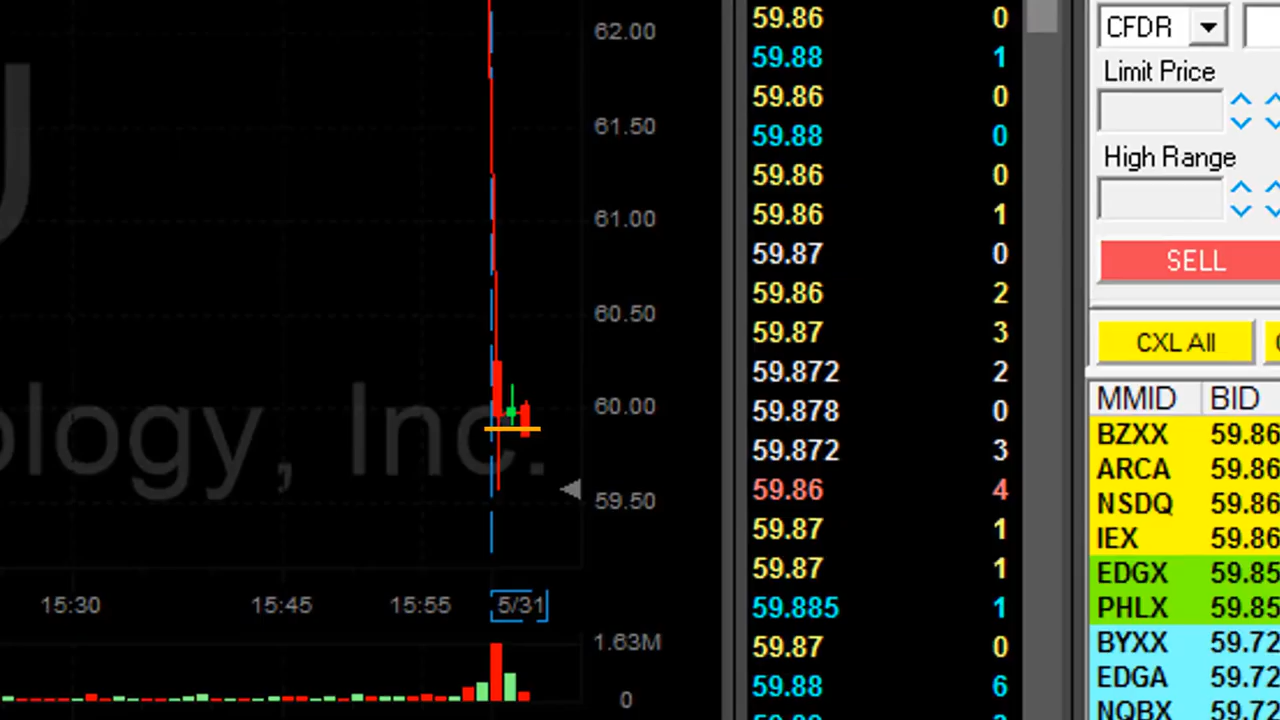 U
ology, Inc.
62.00
61.50
61.00
60.50
60.00
59.50
15:30 15:45 15:55 5/31
1.63M
0
59.86 0
59.88 1
59.86 0
59.88 0
59.86 0
59.86 1
59.87 0
59.86 2
59.87 3
59.872 2
59.878 0
59.872 3
59.86 4
59.87 1
59.87 1
59.885 1
59.87 0
59.88 6
CFDR
Limit Price
High Range
SELL
CXL All
MMID BID
BZXX 59.86
ARCA 59.86
NSDQ 59.86
IEX 59.86
EDGX 59.85
PHLX 59.85
BYXX 59.72
EDGA 59.72
NQBX 59.72